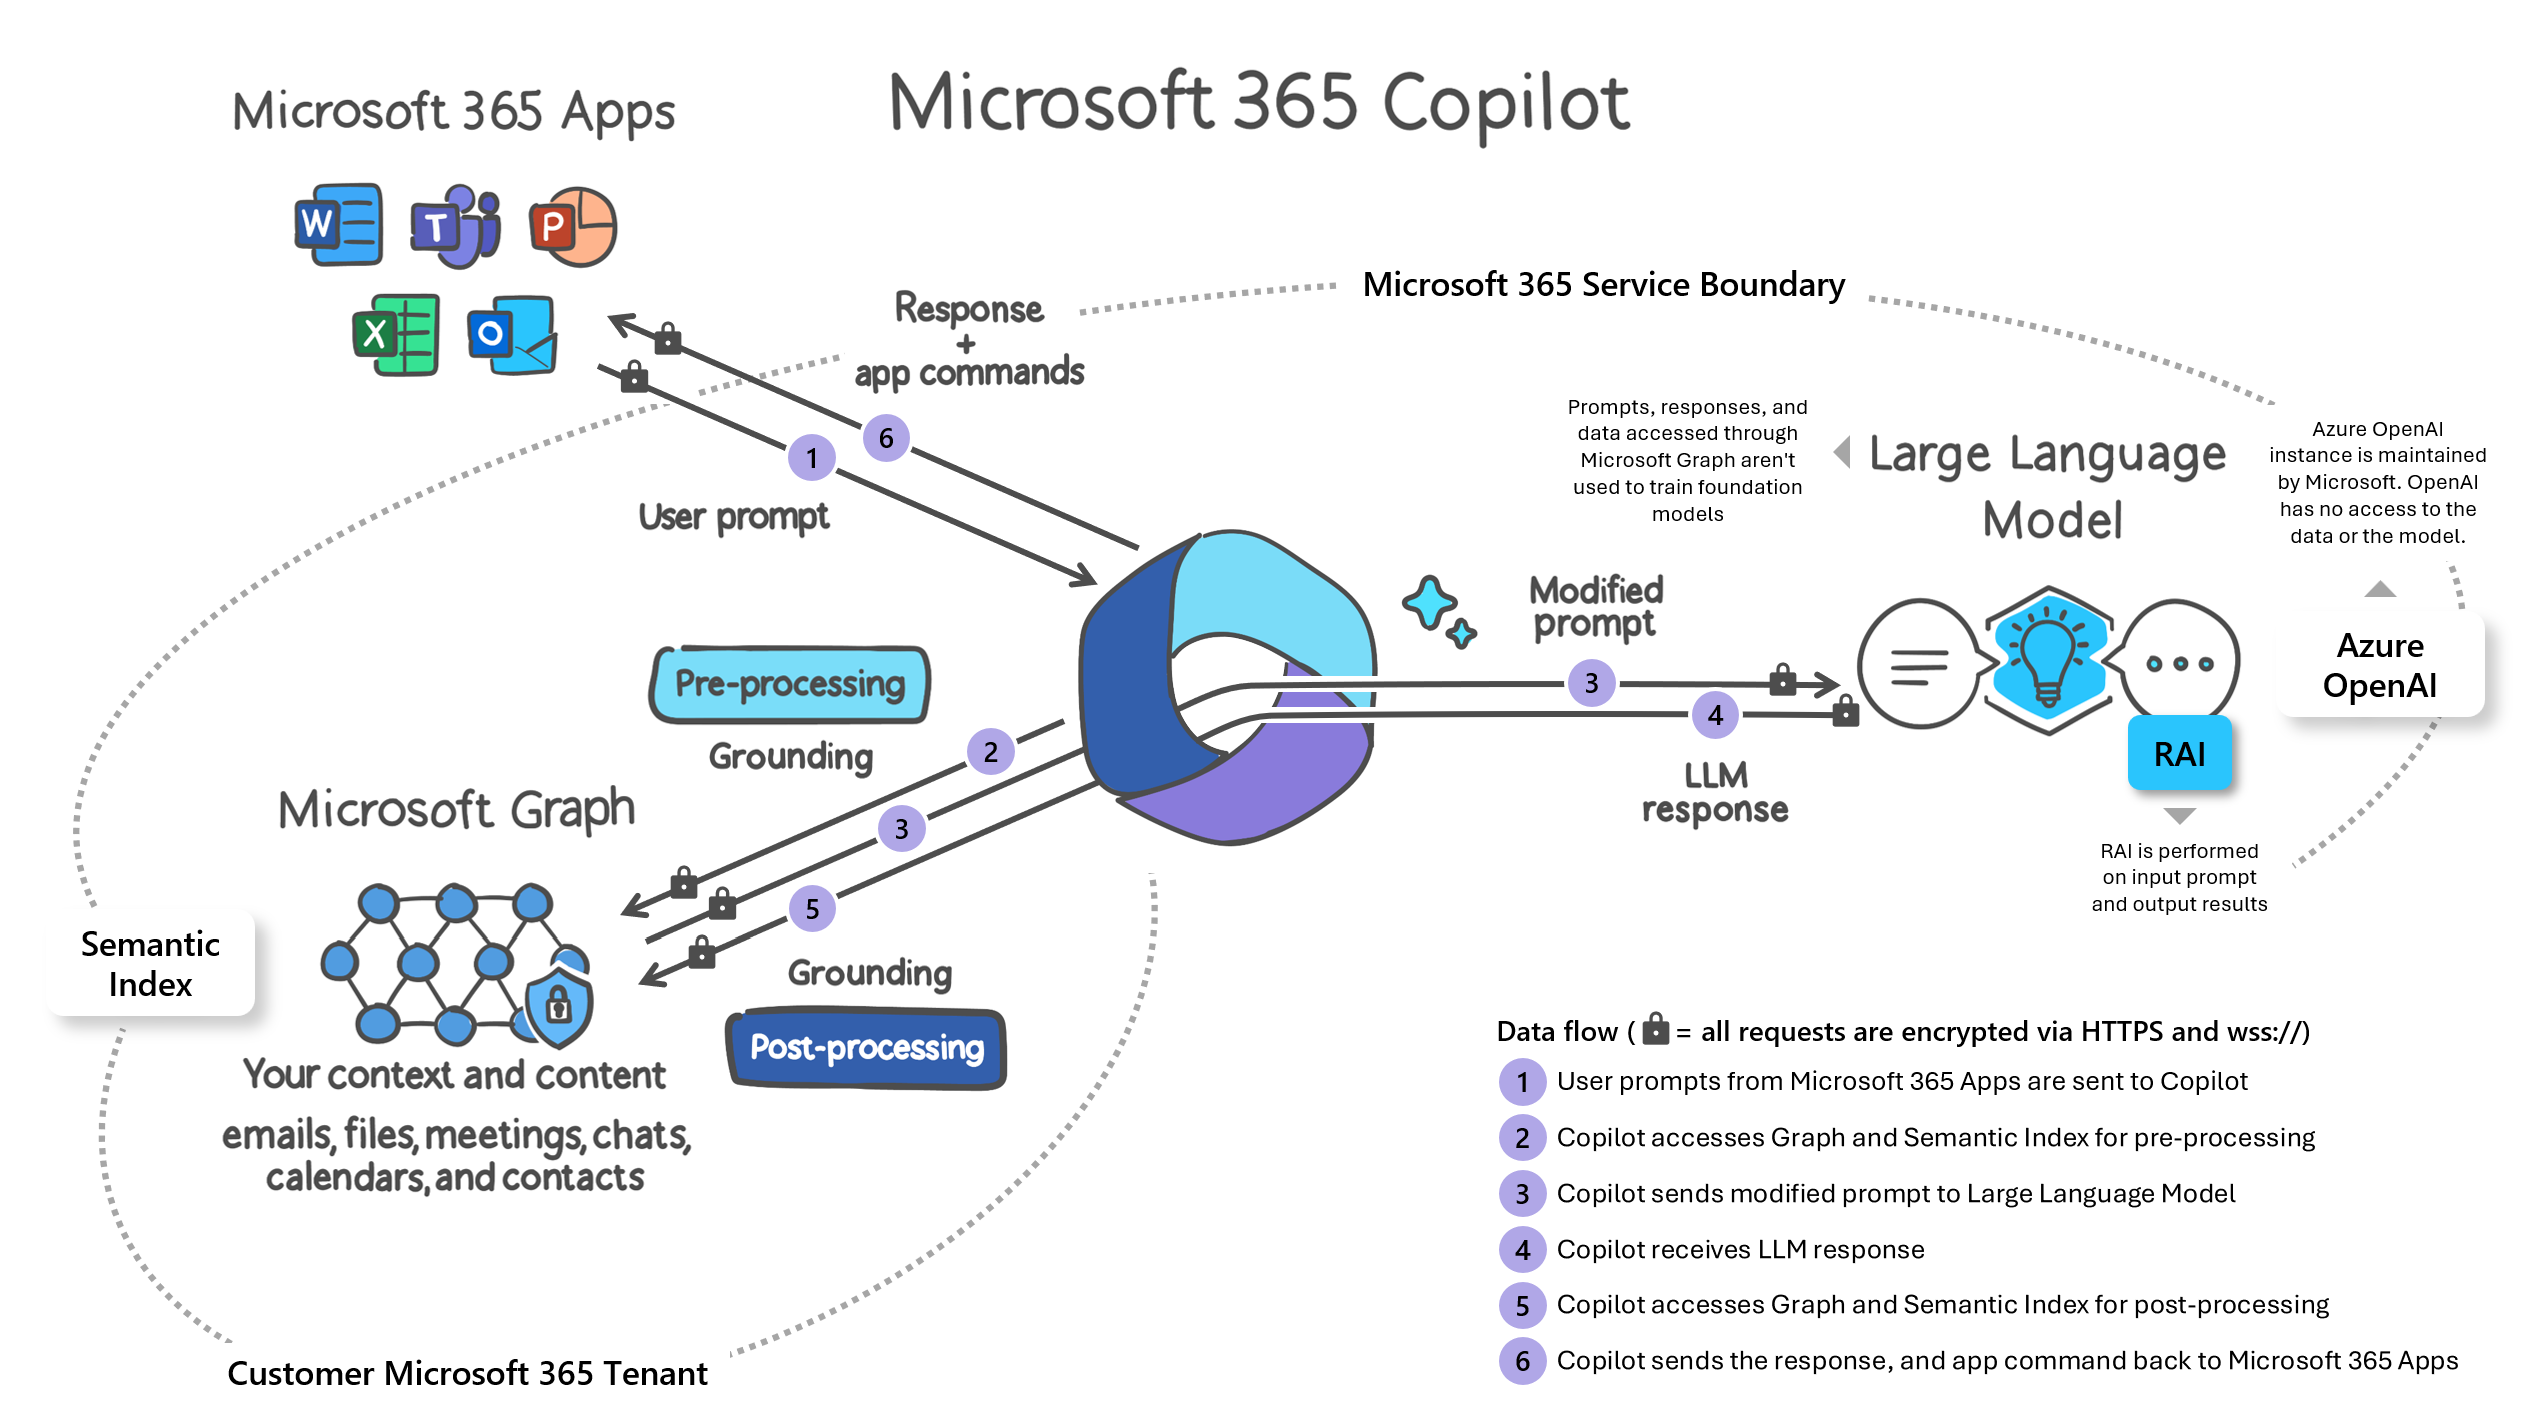 Microsoft 365 Copilot
Microsoft 365 Apps
W
T
P
X
O
Response
+
app commands
Microsoft 365 Service Boundary
6
1
User prompt
Prompts, responses, and
data accessed through
Microsoft Graph aren't
used to train foundation
models
Large Language
Model
Azure OpenAI
instance is maintained
by Microsoft. OpenAI
has no access to the
data or the model.
Modified
prompt
3
4
LLM
response
Azure
OpenAI
RAI
RAI is performed
on input prompt
and output results
Pre-processing
Grounding
2
3
5
Microsoft Graph
Semantic
Index
Grounding
Post-processing
Your context and content
emails, files, meetings, chats,
calendars, and contacts
Customer Microsoft 365 Tenant
Data flow ( = all requests are encrypted via HTTPS and wss://)
1 User prompts from Microsoft 365 Apps are sent to Copilot
2 Copilot accesses Graph and Semantic Index for pre-processing
3 Copilot sends modified prompt to Large Language Model
4 Copilot receives LLM response
5 Copilot accesses Graph and Semantic Index for post-processing
6 Copilot sends the response, and app command back to Microsoft 365 Apps